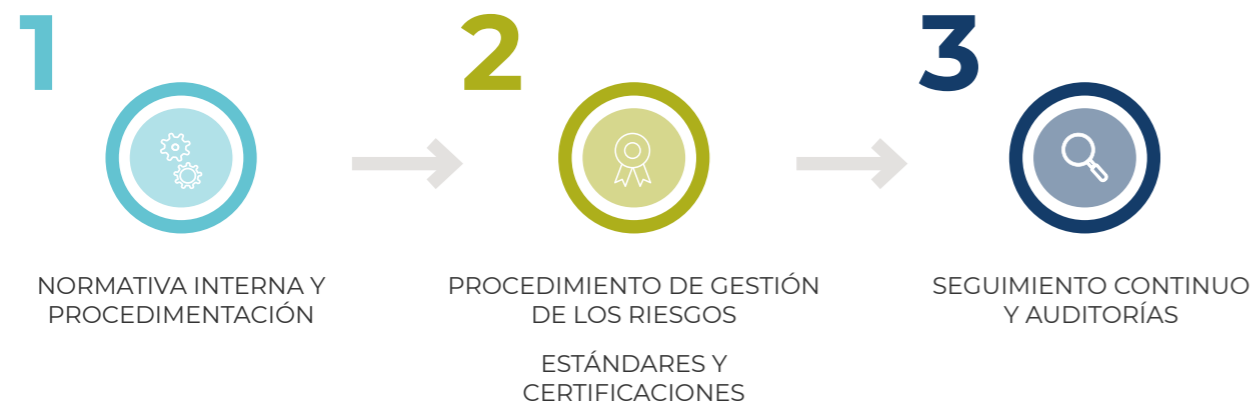 1
NORMATIVA INTERNA Y
PROCEDIMENTACIÓN
2
PROCEDIMIENTO DE GESTIÓN
DE LOS RIESGOS
ESTÁNDARES Y
CERTIFICACIONES
3
SEGUIMIENTO CONTINUO
Y AUDITORÍAS